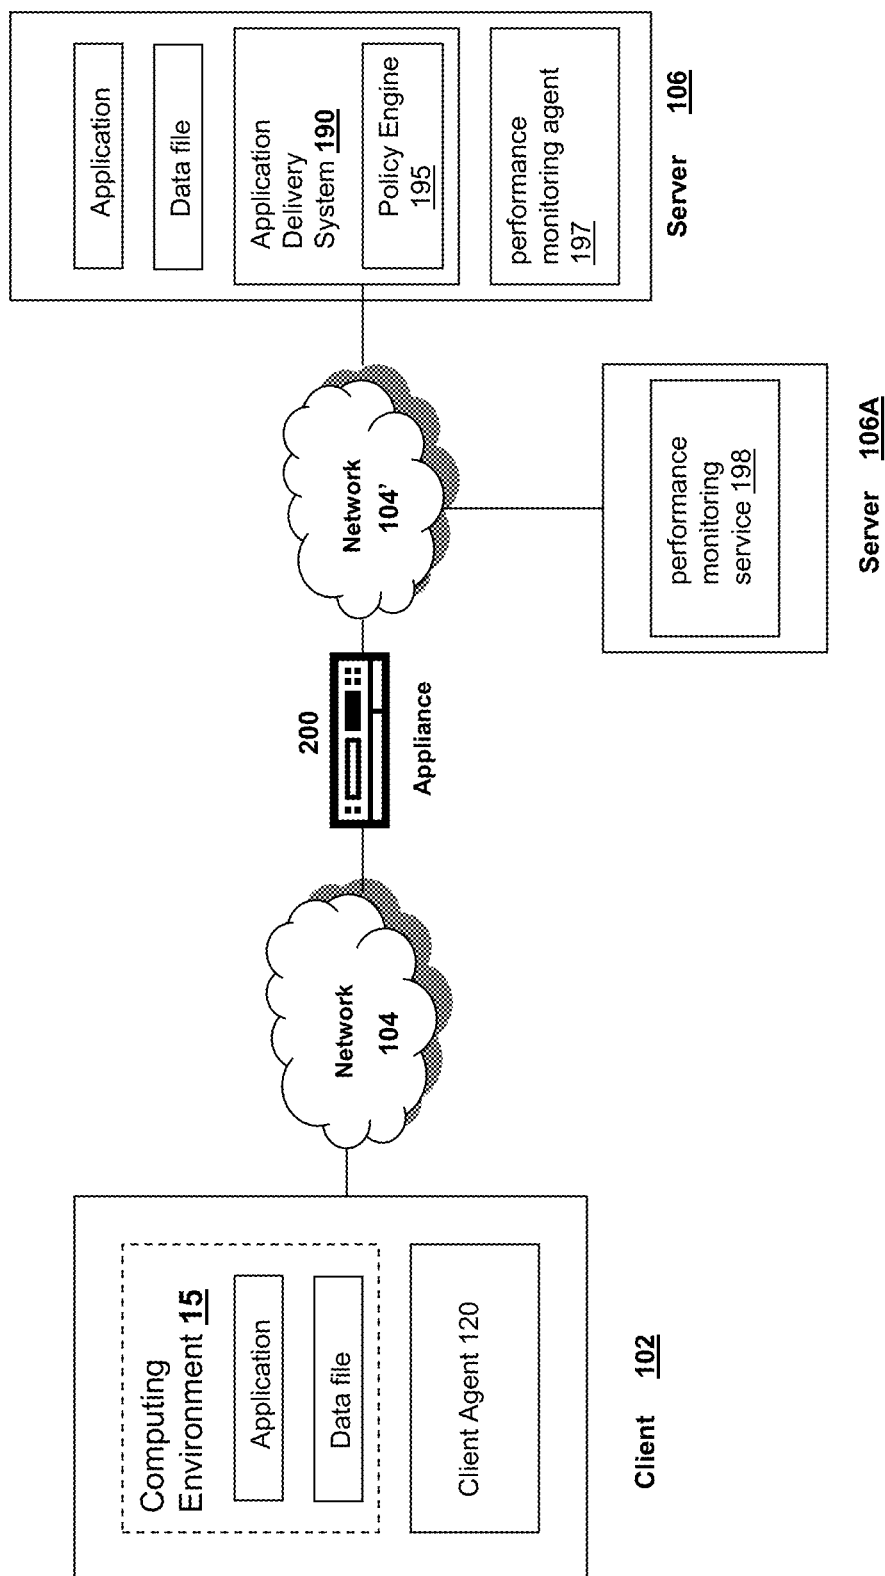 Client 102
Computing
Environment 15
Application
Data file
Client Agent 120
Network
104
200
Appliance
Network
104’
Server 106
Application
Data file
Application
Delivery
System 190
Policy Engine
195
performance
monitoring agent
197
performance
monitoring
service 198
Server 106A